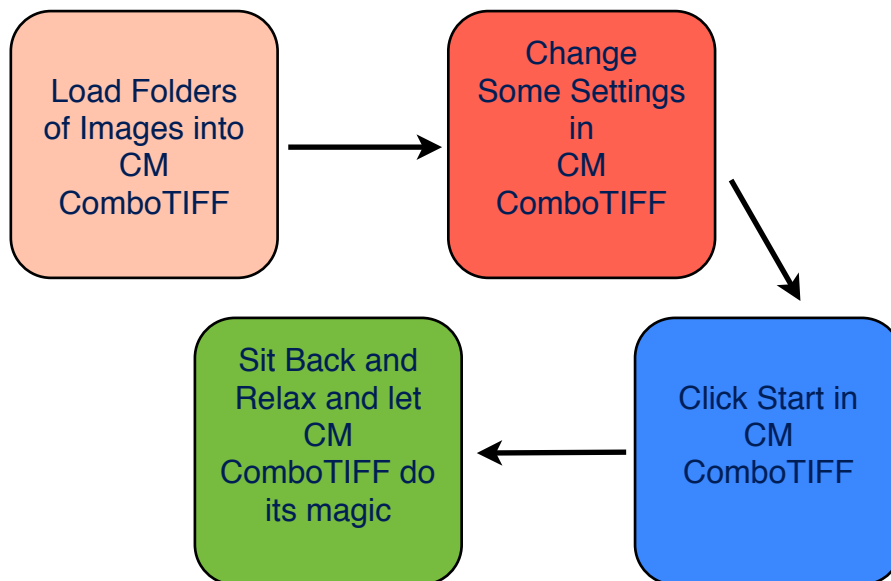 Load Folders
of Images into
CM
ComboTIFF
Change
Some Settings
in
CM
ComboTIFF
Click Start in
CM
ComboTIFF
Sit Back and
Relax and let
CM
ComboTIFF do
its magic